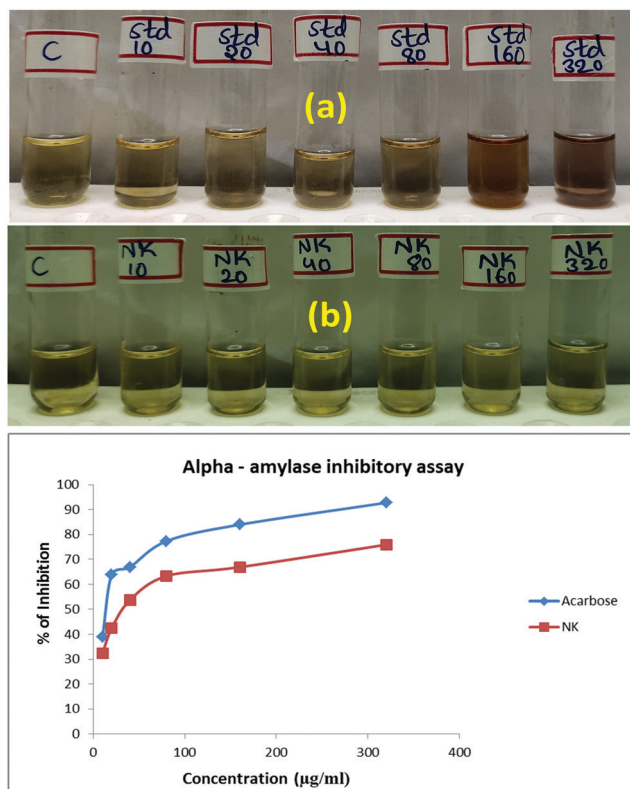 C
Std
10
Std
20
Std
40
Std
80
Std
160
Std
320
(a)
C
NK
10
NK
20
NK
40
NK
80
NK
160
NK
320
(b)
Alpha - amylase inhibitory assay
% of Inhibition
100
90
80
70
60
50
40
30
20
10
0
0 100 200 300 400
Concentration (µg/ml)
Acarbose
NK